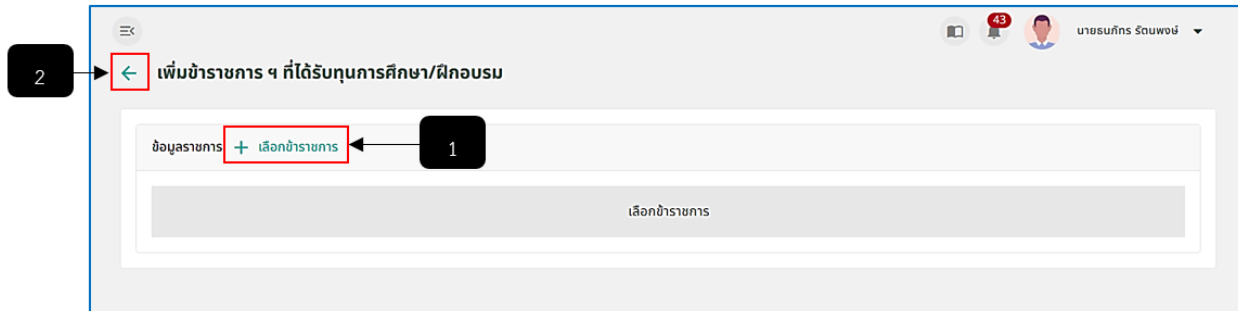 43
นายธนภัทร รัตนพงษ์
2
เพิ่มข้าราชการ ฯ ที่ได้รับทุนการศึกษา/ฝึกอบรม
ข้อมูลราชการ + เลือกข้าราชการ
1
เลือกข้าราชการ